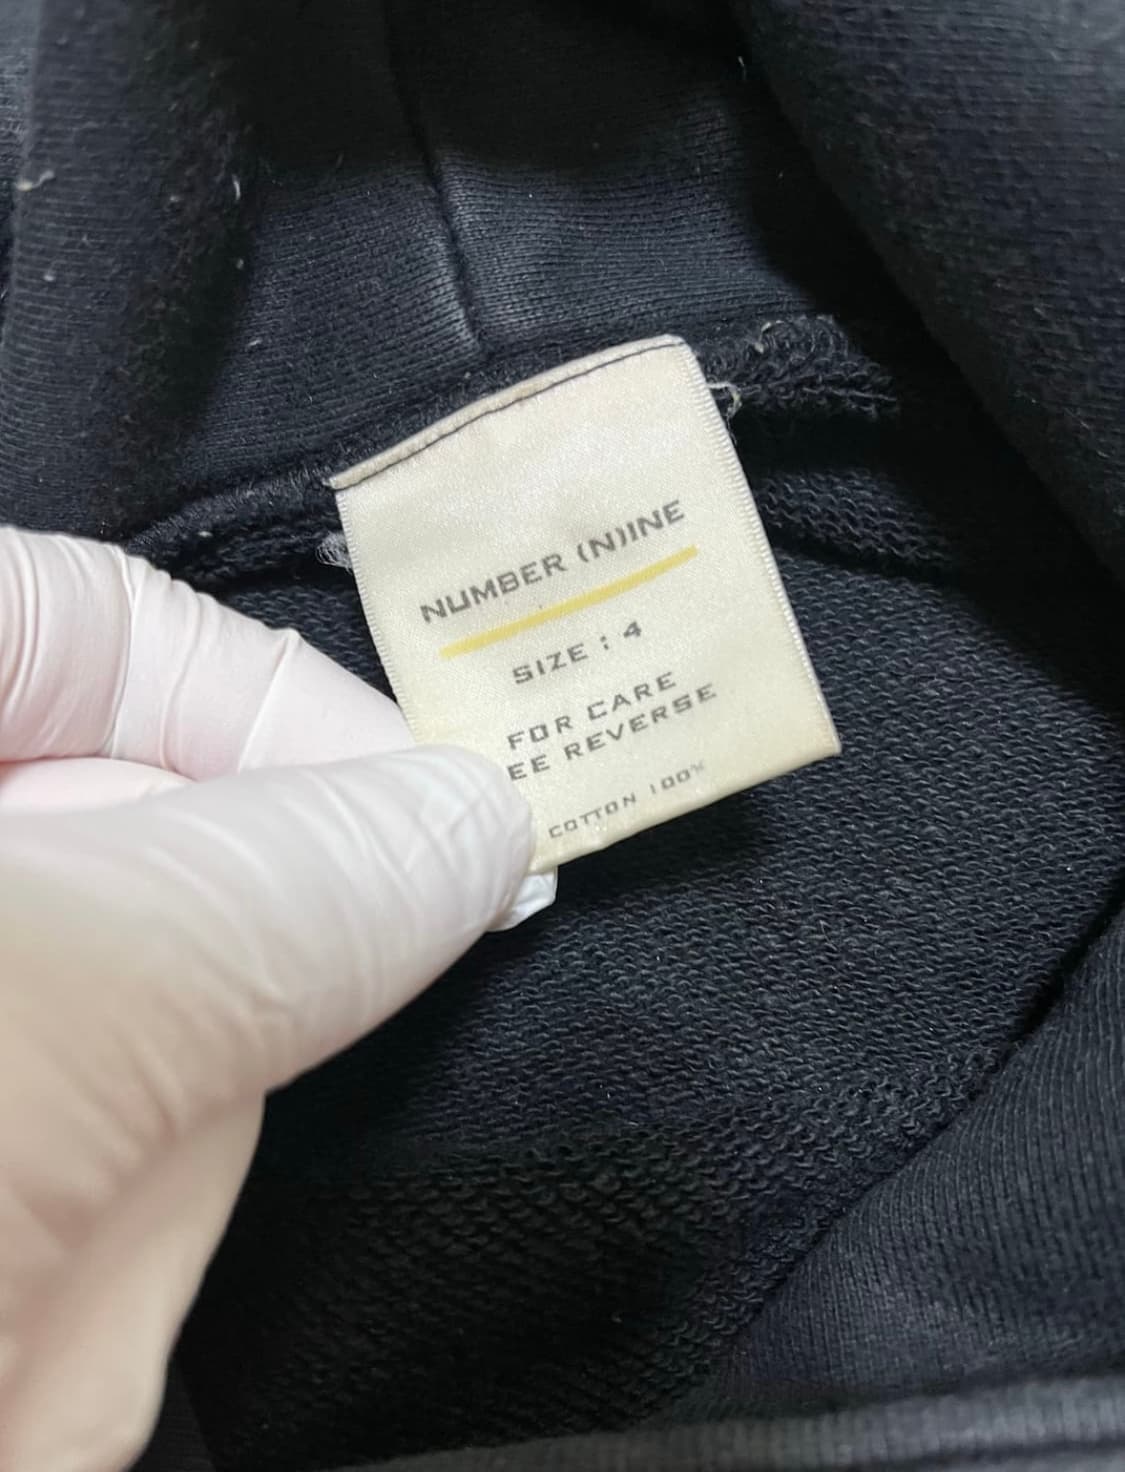 NUMBER (N)INE
SIZE : 4
FOR CARE
EE REVERSE
COTTON 100%